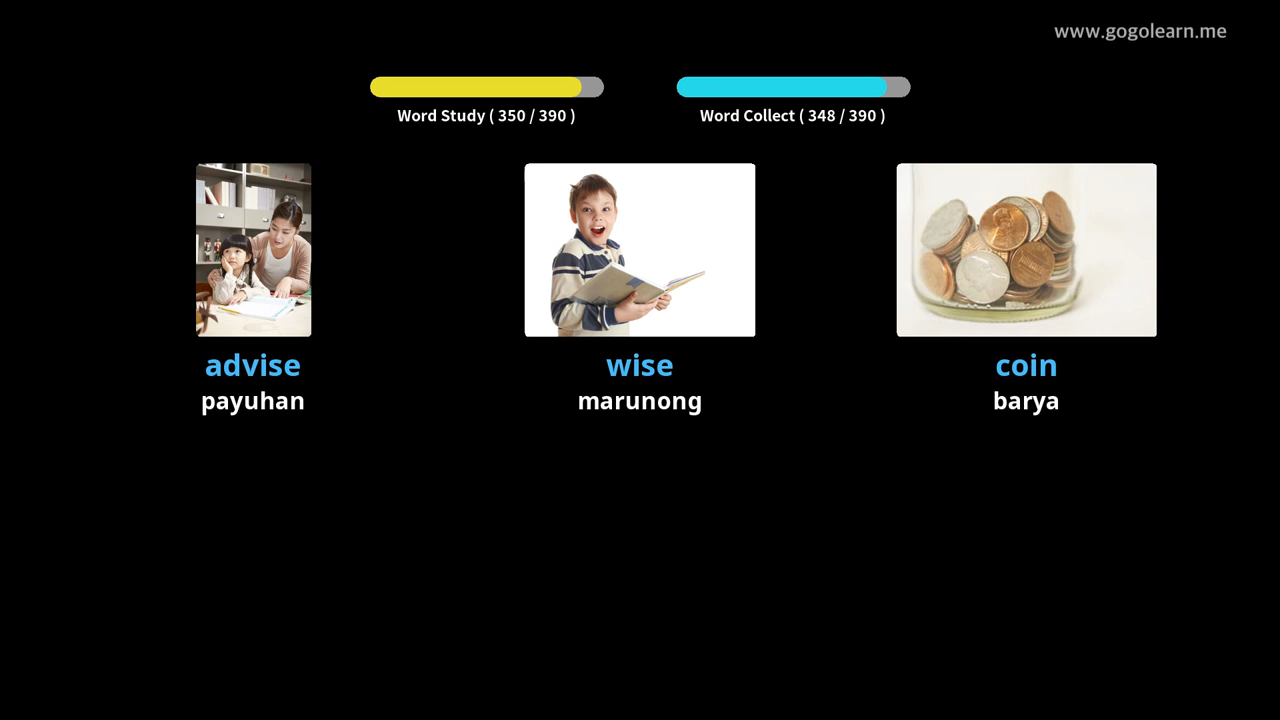 www.gogolearn.me
Word Study ( 350 / 390 )
Word Collect ( 348 / 390 )
advise
payuhan
wise
marunong
coin
barya